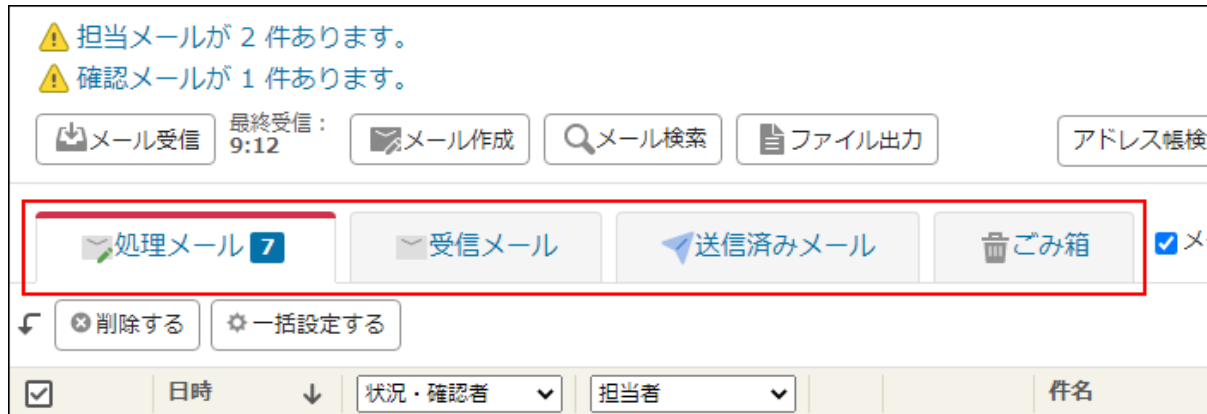 担当メールが 2 件あります。
確認メールが 1 件あります。
メール受信 最終受信： メール作成 メール検索 ファイル出力 アドレス帳検
9:12
処理メール 7 受信メール 送信済みメール ごみ箱 メ
削除する 一括設定する
日時 ↓ 状況・確認者 担当者 件名